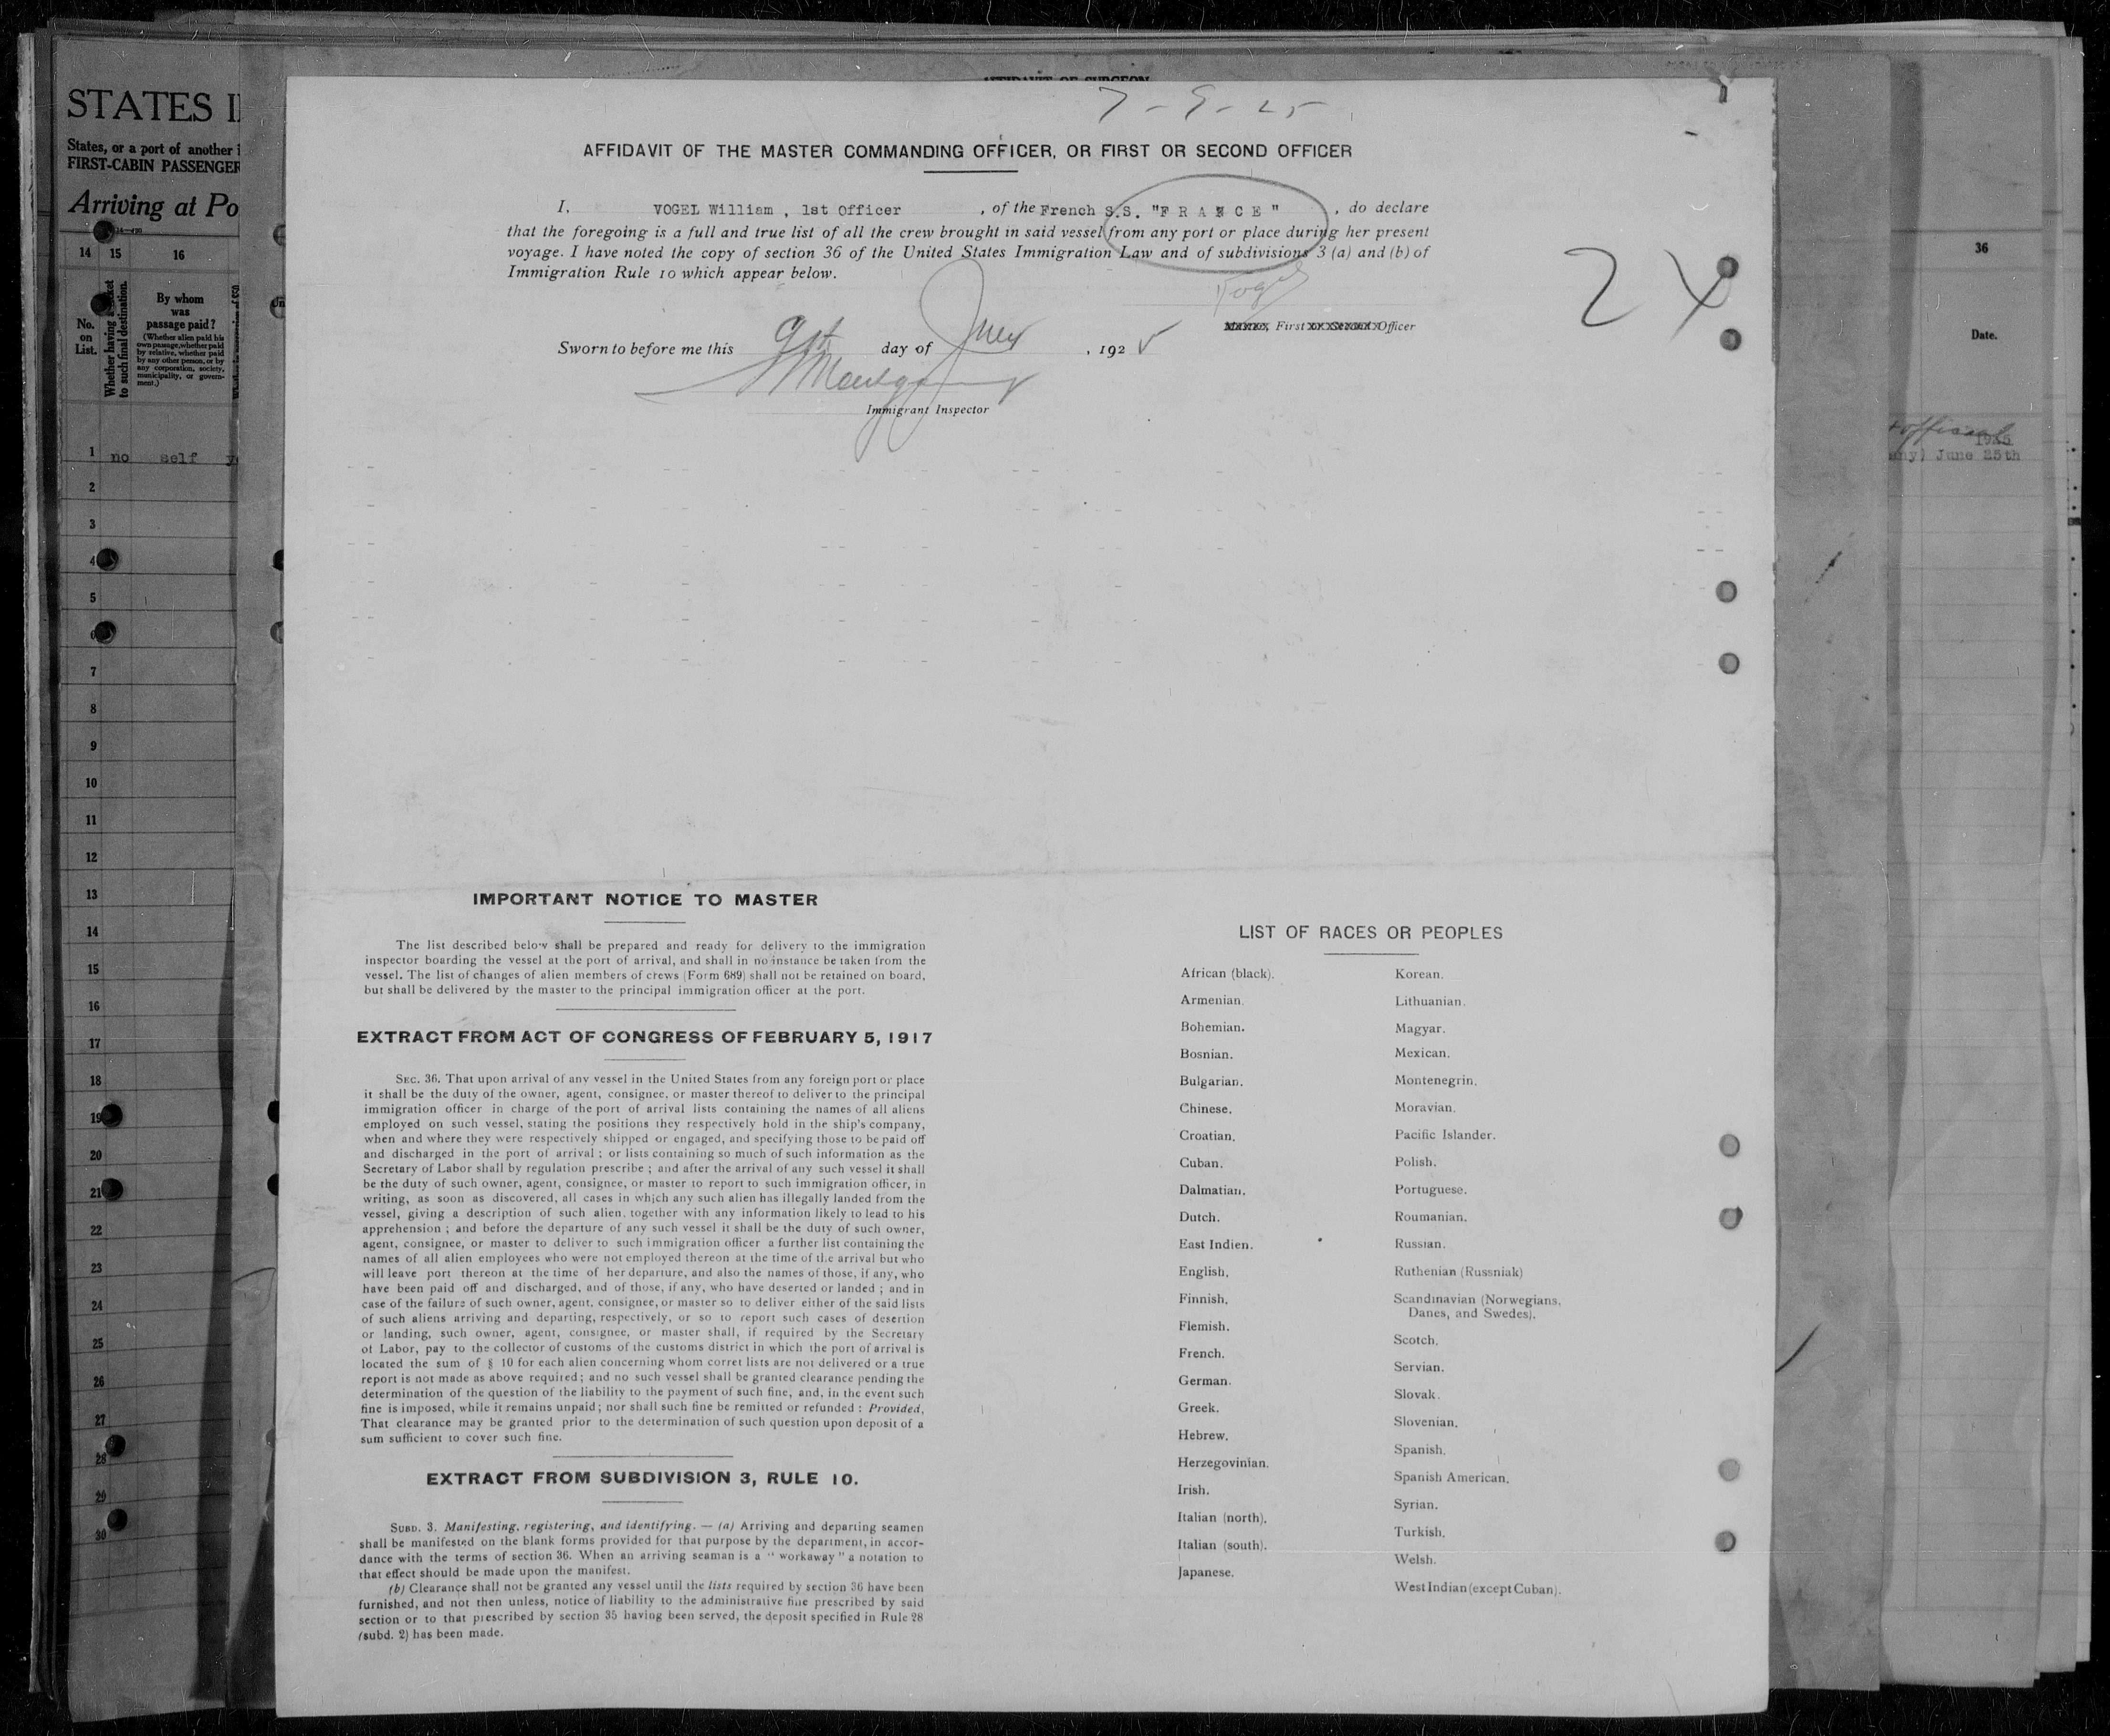 AFFIDAVIT OF SURGEON
STATES
States, or a port of another
FIRST-CABIN PASSENGER
Arriving at Po
14 15 16
No. on List.
Whether having a ticket to such final destination.
By whom
was
passage paid?
(Whether alien paid his
own passage, whether paid
by relative, whether paid
by any other person, or by
any corporation, society,
municipality, or govern-
ment.)
1 no self
2
3
4
5
6
7
8
9
10
11
12
13
14
15
16
17
18
19
20
21
22
23
24
25
26
27
28
29
30
7-9-25
AFFIDAVIT OF THE MASTER COMMANDING OFFICER, OR FIRST OR SECOND OFFICER
I, VOGEL William , 1st Officer , of the French S.S. "F R A N C E" , do declare
that the foregoing is a full and true list of all the crew brought in said vessel from any port or place during her present
voyage. I have noted the copy of section 36 of the United States Immigration Law and of subdivisions 3 (a) and (b) of
Immigration Rule 10 which appear below.
Vogel
24
First Officer
Sworn to before me this 9st day of , 192 5
Immigrant Inspector
IMPORTANT NOTICE TO MASTER
The list described below shall be prepared and ready for delivery to the immigration
inspector boarding the vessel at the port of arrival, and shall in no instance be taken from the
vessel. The list of changes of alien members of crews (Form 689) shall not be retained on board,
but shall be delivered by the master to the principal immigration officer at the port.
EXTRACT FROM ACT OF CONGRESS OF FEBRUARY 5, 1917
SEC. 36. That upon arrival of any vessel in the United States from any foreign port or place
it shall be the duty of the owner, agent, consignee, or master thereof to deliver to the principal
immigration officer in charge of the port of arrival lists containing the names of all aliens
employed on such vessel, stating the positions they respectively hold in the ship's company,
when and where they were respectively shipped or engaged, and specifying those to be paid off
and discharged in the port of arrival ; or lists containing so much of such information as the
Secretary of Labor shall by regulation prescribe ; and after the arrival of any such vessel it shall
be the duty of such owner, agent, consignee, or master to report to such immigration officer, in
writing, as soon as discovered, all cases in which any such alien has illegally landed from the
vessel, giving a description of such alien, together with any information likely to lead to his
apprehension ; and before the departure of any such vessel it shall be the duty of such owner,
agent, consignee, or master to deliver to such immigration officer a further list containing the
names of all alien employees who were not employed thereon at the time of the arrival but who
will leave port thereon at the time of her departure, and also the names of those, if any, who
have been paid off and discharged, and of those, if any, who have deserted or landed ; and in
case of the failure of such owner, agent, consignee, or master so to deliver either of the said lists
of such aliens arriving and departing, respectively, or so to report such cases of desertion
or landing, such owner, agent, consignee, or master shall, if required by the Secretary
of Labor, pay to the collector of customs of the customs district in which the port of arrival is
located the sum of § 10 for each alien concerning whom corret lists are not delivered or a true
report is not made as above required ; and no such vessel shall be granted clearance pending the
determination of the question of the liability to the payment of such fine, and, in the event such
fine is imposed, while it remains unpaid ; nor shall such fine be remitted or refunded : Provided,
That clearance may be granted prior to the determination of such question upon deposit of a
sum sufficient to cover such fine.
EXTRACT FROM SUBDIVISION 3, RULE 10.
SUBD. 3. Manifesting, registering, and identifying. — (a) Arriving and departing seamen
shall be manifested on the blank forms provided for that purpose by the department, in accor-
dance with the terms of section 36. When an arriving seaman is a " workaway " a notation to
that effect should be made upon the manifest.
(b) Clearance shall not be granted any vessel until the lists required by section 36 have been
furnished, and not then unless, notice of liability to the administrative fine prescribed by said
section or to that prescribed by section 35 having been served, the deposit specified in Rule 28
(subd. 2) has been made.
LIST OF RACES OR PEOPLES
African (black).
Armenian.
Bohemian.
Bosnian.
Bulgarian.
Chinese.
Croatian.
Cuban.
Dalmatian.
Dutch.
East Indien.
English.
Finnish.
Flemish.
French.
German.
Greek.
Hebrew.
Herzegovinian.
Irish.
Italian (north).
Italian (south).
Japanese.
Korean.
Lithuanian.
Magyar.
Mexican.
Montenegrin.
Moravian.
Pacific Islander.
Polish.
Portuguese.
Roumanian.
Russian.
Ruthenian (Russniak)
Scandinavian (Norwegians,
Danes, and Swedes).
Scotch.
Servian.
Slovak.
Slovenian.
Spanish.
Spanish American.
Syrian.
Turkish.
Welsh.
West Indian (except Cuban).
36
Date.
1925
June 25th